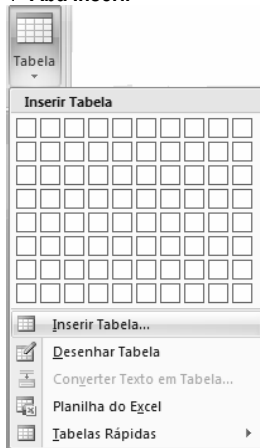 Tabela
Inserir Tabela
Inserir Tabela...
Desenhar Tabela
Converter Texto em Tabela...
Planilha do Excel
Tabelas Rápidas